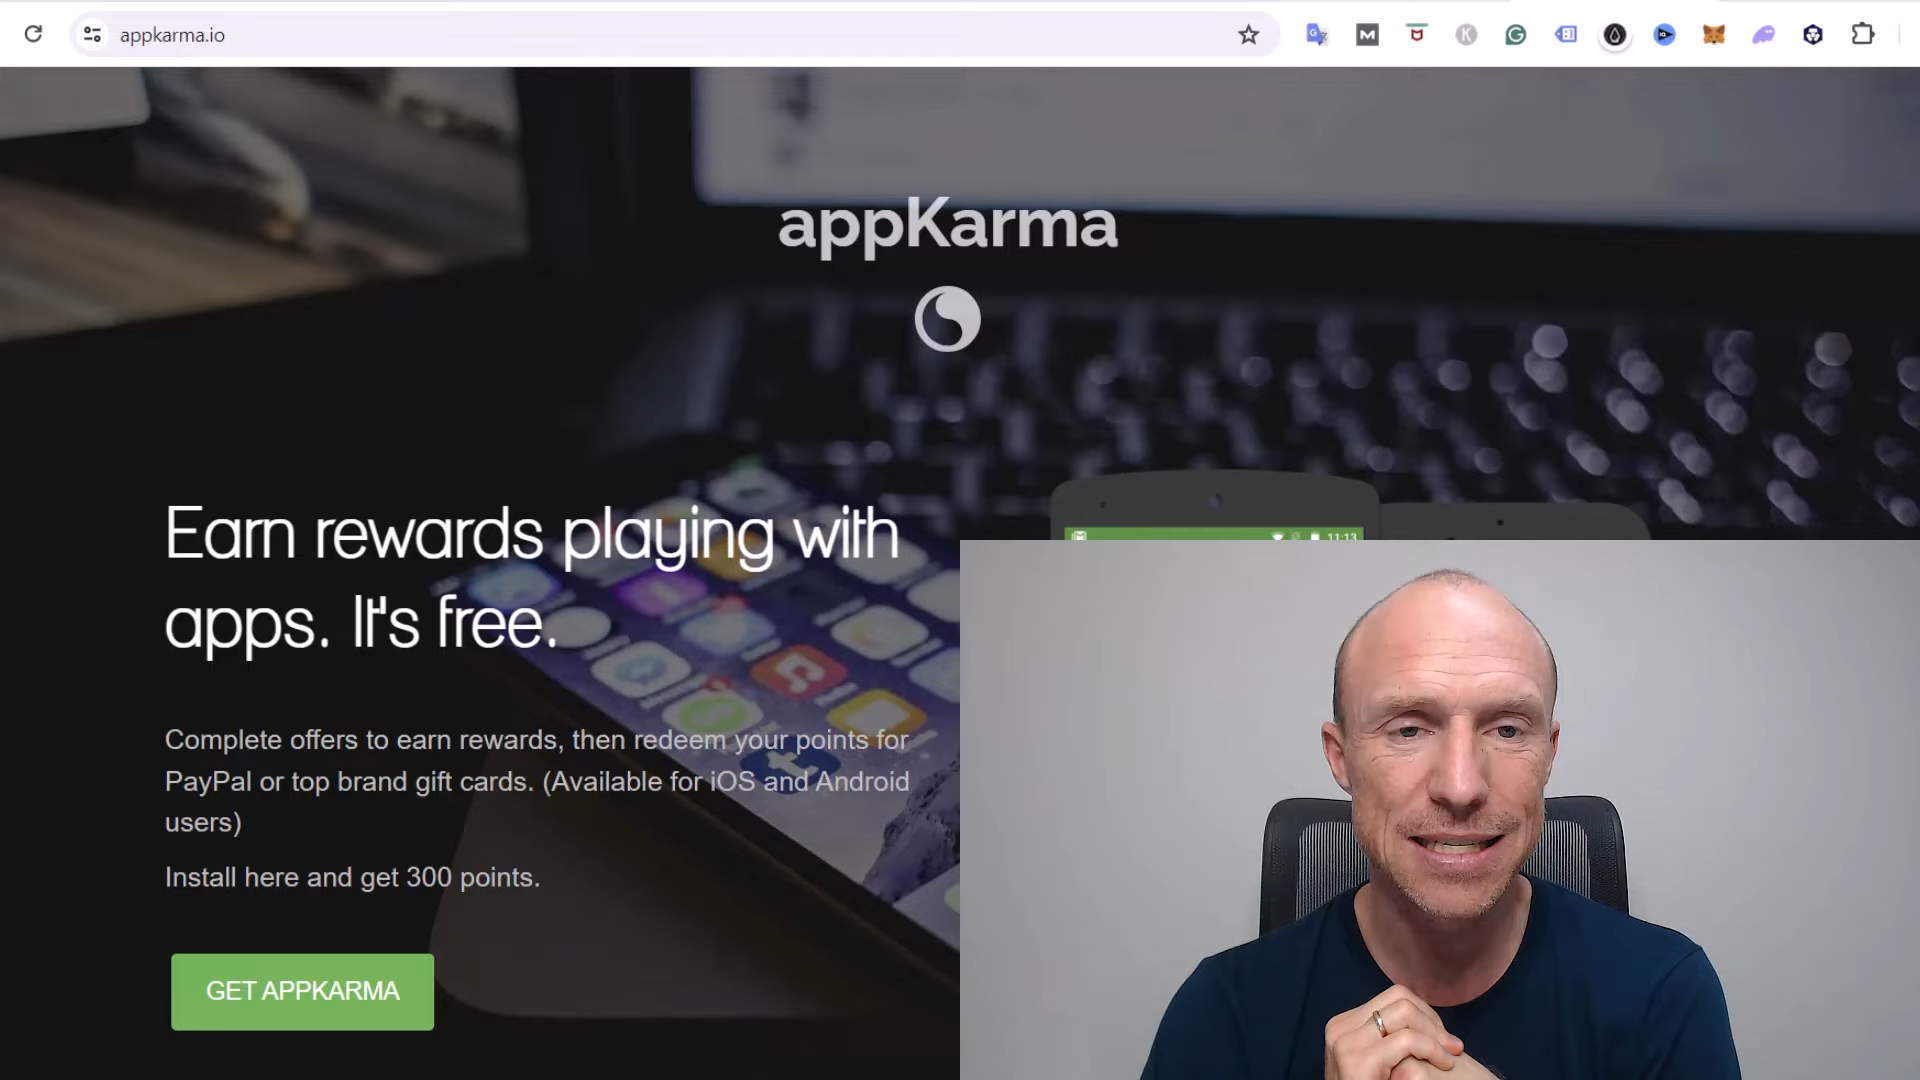 appkarma.io
appKarma
11:13
Earn rewards playing with
apps. It's free.
Complete offers to earn rewards, then redeem your points for
PayPal or top brand gift cards. (Available for iOS and Android
users)
Install here and get 300 points.
GET APPKARMA